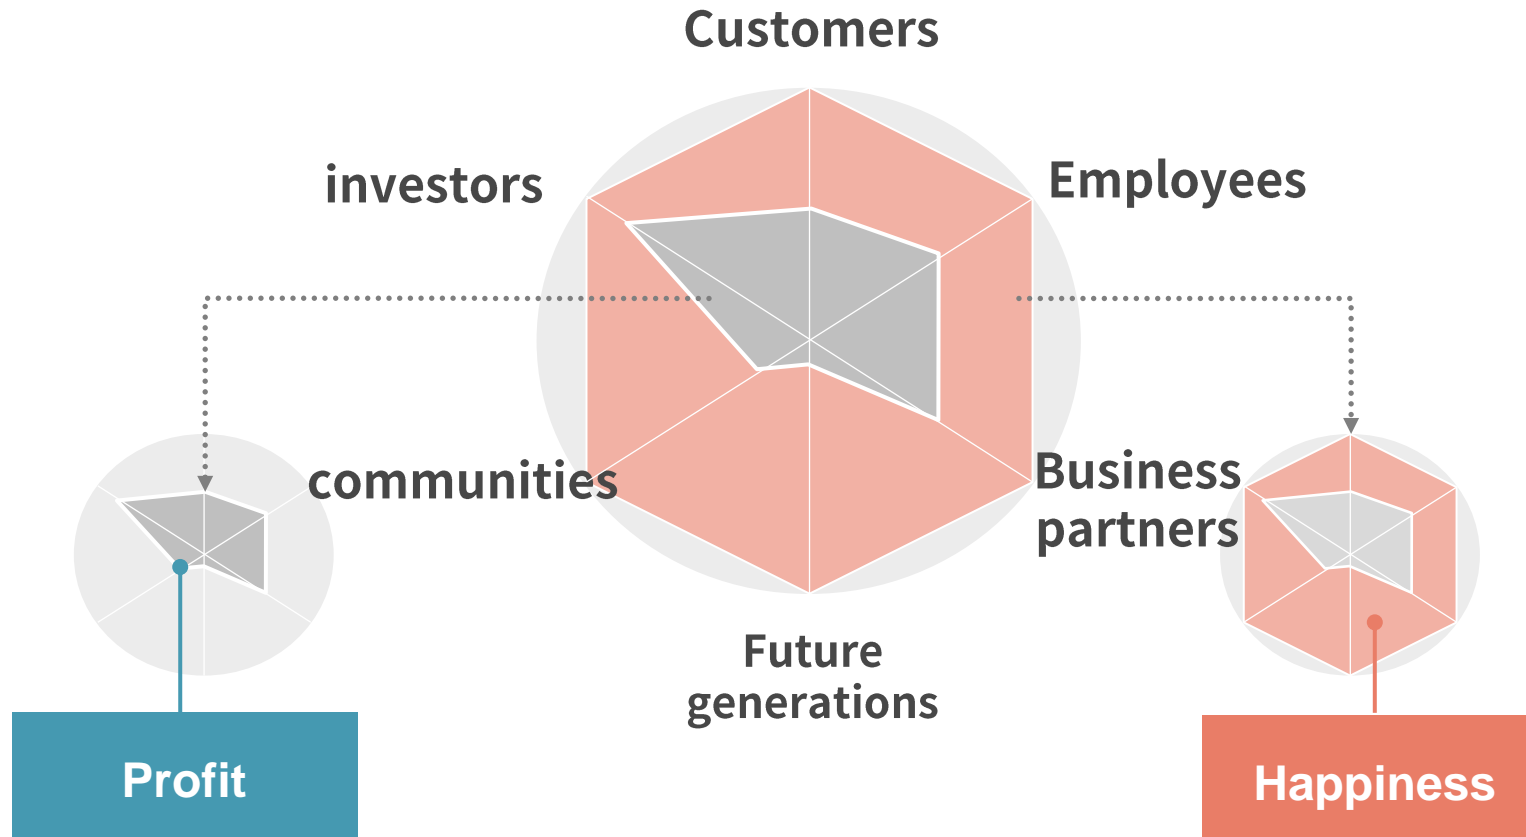 Customers
investors
Employees
communities
Business
partners
Future
generations
Profit
Happiness